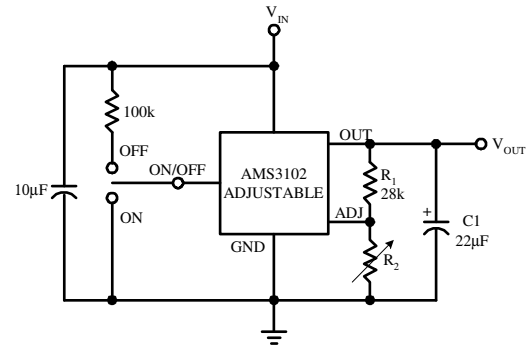 VIN
100k
OFF
OUT
VOUT
ON/OFF
AMS3102
ADJUSTABLE
R1
28k
10µF
ON
ADJ
C1
+
22µF
GND
R2